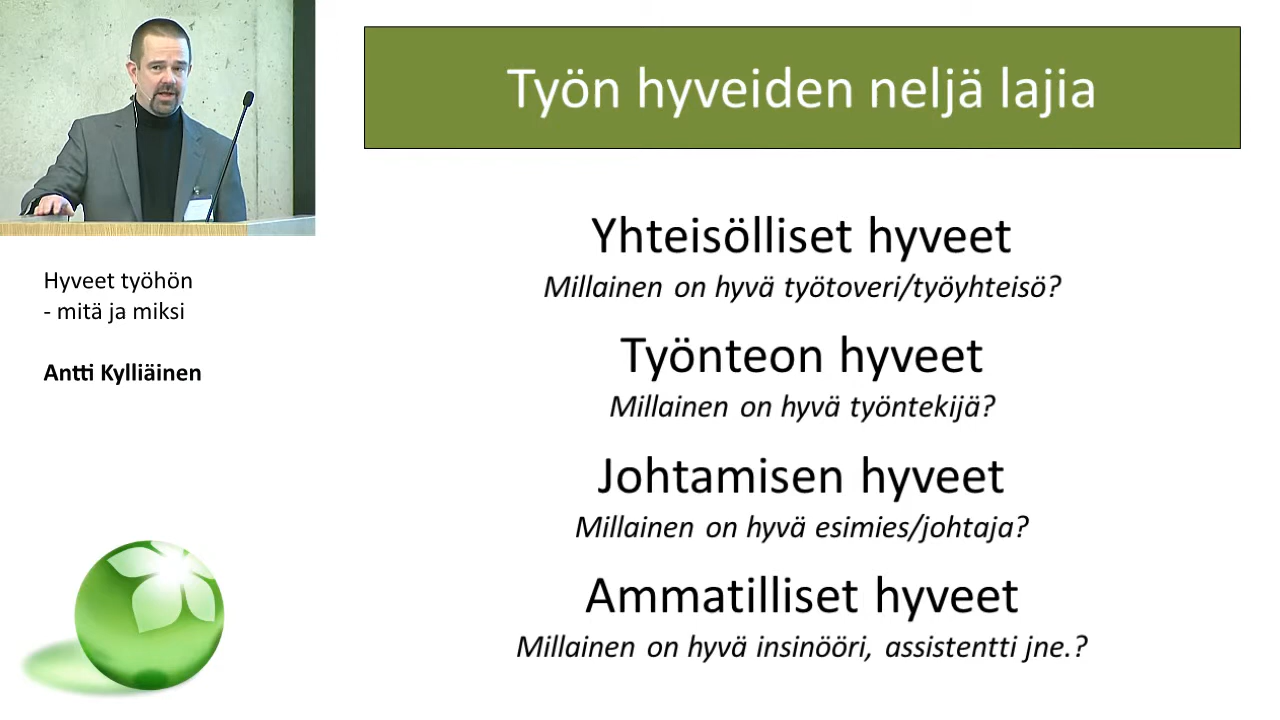 Työn hyveiden neljä lajia
Yhteisölliset hyveet
Millainen on hyvä työtoveri/työyhteisö?
Työnteon hyveet
Millainen on hyvä työntekijä?
Johtamisen hyveet
Millainen on hyvä esimies/johtaja?
Ammatilliset hyveet
Millainen on hyvä insinööri, assistentti jne.?
Hyveet työhön
- mitä ja miksi
Antti Kylliäinen